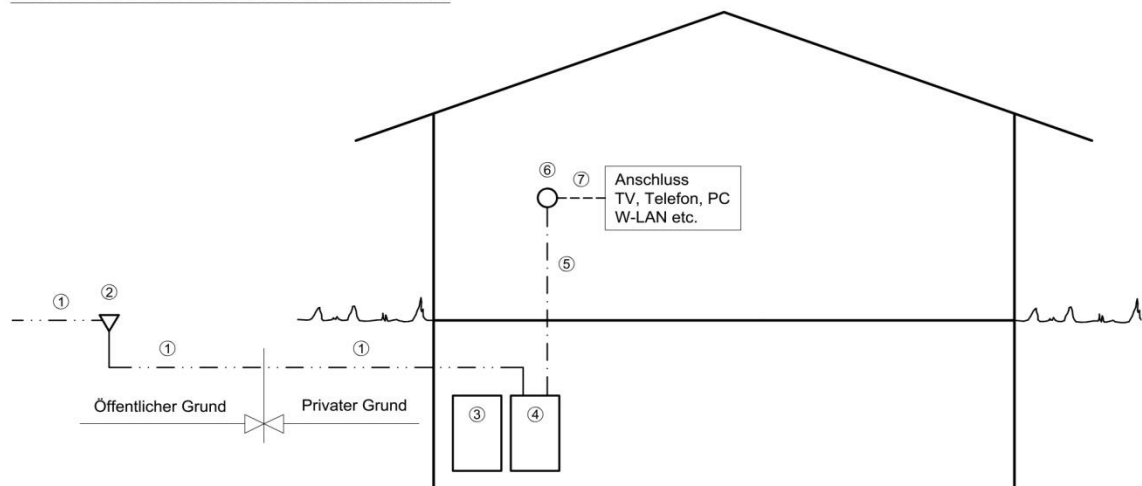 ⑥
⑦
Anschluss
TV, Telefon, PC
W-LAN etc.
⑤
① ②
① ①
Öffentlicher Grund Privater Grund
③ ④